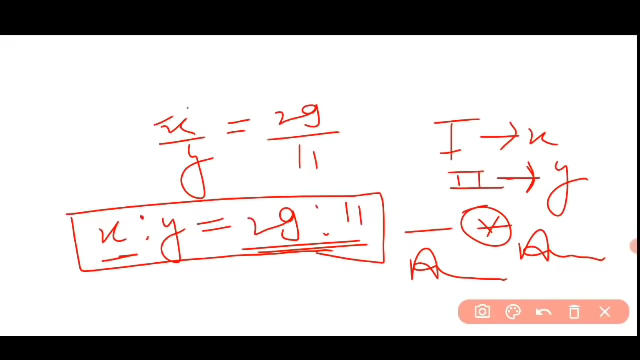 x/y = 29/11
x : y = 29 : 11
I → x
II → y